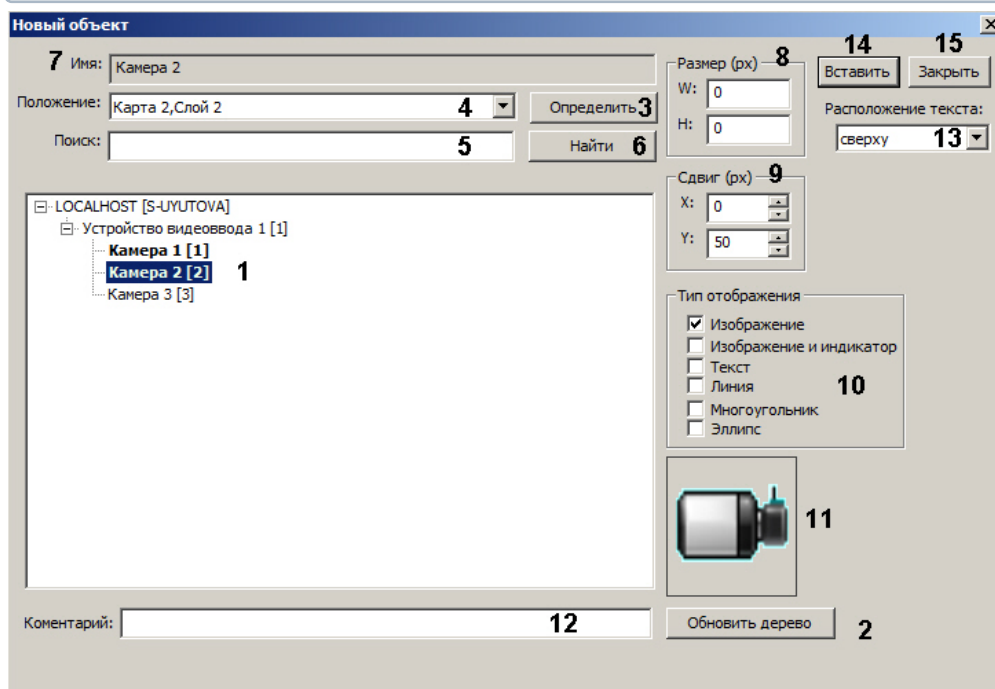 Новый объект
7 Имя: Камера 2
Положение: Карта 2,Слой 2 4 Определить 3
Поиск: 5 Найти 6
LOCALHOST [S-UYUTOVA]
Устройство видеоввода 1 [1]
Камера 1 [1]
Камера 2 [2] 1
Камера 3 [3]
Размер (px) 8
W: 0
H: 0
Сдвиг (px) 9
X: 0
Y: 50
14 15
Вставить Закрыть
Расположение текста:
сверху 13
Тип отображения
Изображение
Изображение и индикатор
Текст
Линия 10
Многоугольник
Эллипс
11
Коментарий: 12 Обновить дерево 2